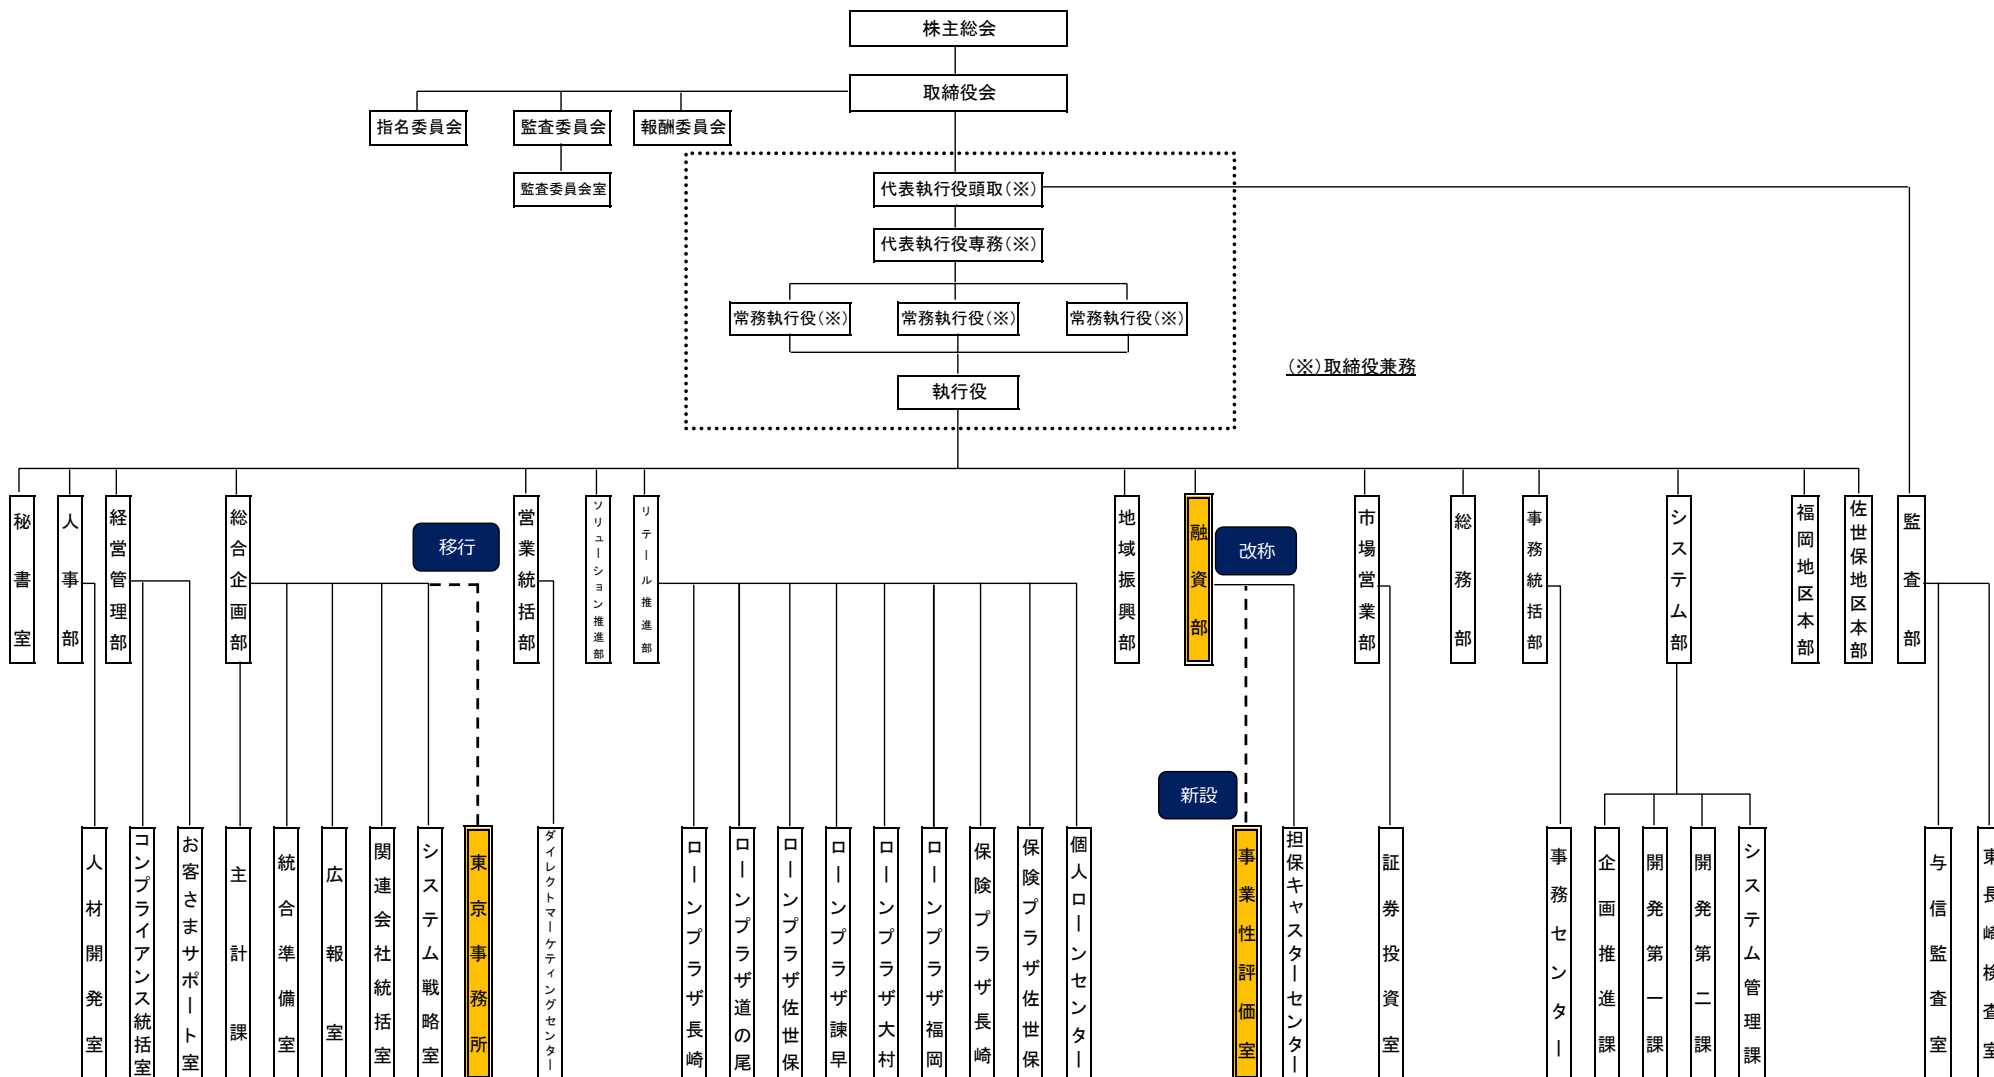 株主総会
取締役会
指名委員会
監査委員会
報酬委員会
監査委員会室
代表執行役頭取(※)
代表執行役専務(※)
常務執行役(※)
常務執行役(※)
常務執行役(※)
(※)取締役兼務
執行役
秘書室
人事部
経営管理部
総合企画部
移行
営業統括部
ソリューション推進部
リテール推進部
地域振興部
融資部
改称
市場営業部
総務部
事務統括部
システム部
福岡地区本部
佐世保地区本部
監査部
新設
人材開発室
コンプライアンス統括室
お客さまサポート室
主計課
統合準備室
広報室
関連会社統括室
システム戦略室
東京事務所
ダイレクトマーケティングセンター
ローンプラザ長崎
ローンプラザ道の尾
ローンプラザ佐世保
ローンプラザ諫早
ローンプラザ大村
ローンプラザ福岡
保険プラザ長崎
保険プラザ佐世保
個人ローンセンター
事業性評価室
担保キャスターセンター
証券投資室
事務センター
企画推進課
開発第一課
開発第二課
システム管理課
与信監査室
東長崎検査室